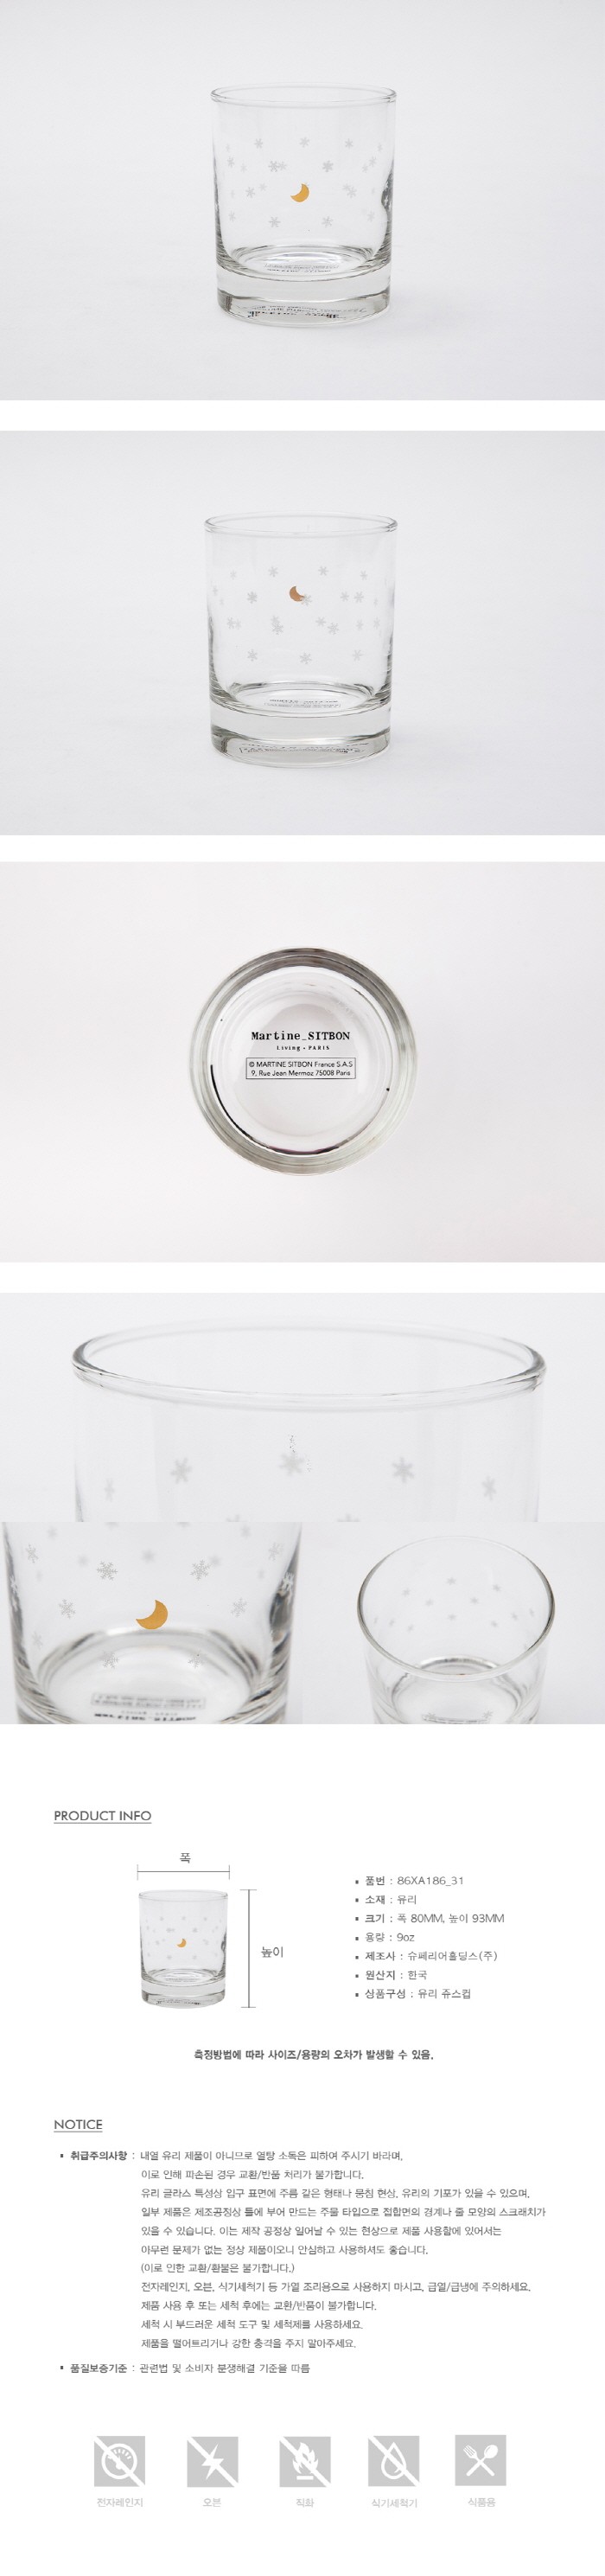 Martine_SITBON
Living • PARIS
© MARTINE SITBON France S.A.S
9, Rue Jean Mermoz 75008 Paris
PRODUCT INFO
폭
높이
▪ 품번 : 86XA186_31
▪ 소재 : 유리
▪ 크기 : 폭 80MM, 높이 93MM
▪ 용량 : 9oz
▪ 제조사 : 슈페리어홀딩스(주)
▪ 원산지 : 한국
▪ 상품구성 : 유리 쥬스컵
측정방법에 따라 사이즈/용량의 오차가 발생할 수 있음.
NOTICE
▪ 취급주의사항 : 내열 유리 제품이 아니므로 열탕 소독은 피하여 주시기 바라며,
이로 인해 파손된 경우 교환/반품 처리가 불가합니다.
유리 글라스 특성상 입구 표면에 주름 같은 형태나 뭉침 현상, 유리의 기포가 있을 수 있으며,
일부 제품은 제조공정상 틀에 부어 만드는 주물 타입으로 접합면의 경계나 줄 모양의 스크래치가
있을 수 있습니다. 이는 제작 공정상 일어날 수 있는 현상으로 제품 사용함에 있어서는
아무런 문제가 없는 정상 제품이오니 안심하고 사용하셔도 좋습니다.
(이로 인한 교환/환불은 불가합니다.)
전자레인지, 오븐, 식기세척기 등 가열 조리용으로 사용하지 마시고, 급열/급냉에 주의하세요.
제품 사용 후 또는 세척 후에는 교환/반품이 불가합니다.
세척 시 부드러운 세척 도구 및 세척제를 사용하세요.
제품을 떨어트리거나 강한 충격을 주지 말아주세요.
▪ 품질보증기준 : 관련법 및 소비자 분쟁해결 기준을 따름
전자레인지
오븐
직화
식기세척기
식품용